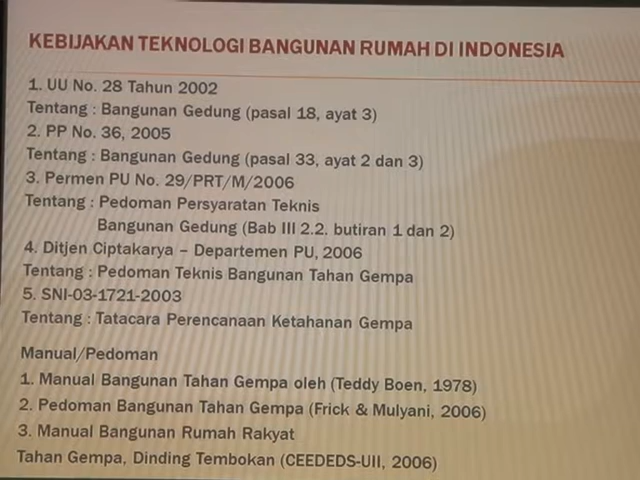 KEBIJAKAN TEKNOLOGI BANGUNAN RUMAH DI INDONESIA
1. UU No. 28 Tahun 2002
Tentang : Bangunan Gedung (pasal 18, ayat 3)
2. PP No. 36, 2005
Tentang : Bangunan Gedung (pasal 33, ayat 2 dan 3)
3. Permen PU No. 29/PRT/M/2006
Tentang : Pedoman Persyaratan Teknis
Bangunan Gedung (Bab III 2.2. butiran 1 dan 2)
4. Ditjen Ciptakarya – Departemen PU, 2006
Tentang : Pedoman Teknis Bangunan Tahan Gempa
5. SNI-03-1721-2003
Tentang : Tatacara Perencanaan Ketahanan Gempa
Manual/Pedoman
1. Manual Bangunan Tahan Gempa oleh (Teddy Boen, 1978)
2. Pedoman Bangunan Tahan Gempa (Frick & Mulyani, 2006)
3. Manual Bangunan Rumah Rakyat
Tahan Gempa, Dinding Tembokan (CEEDEDS-UII, 2006)